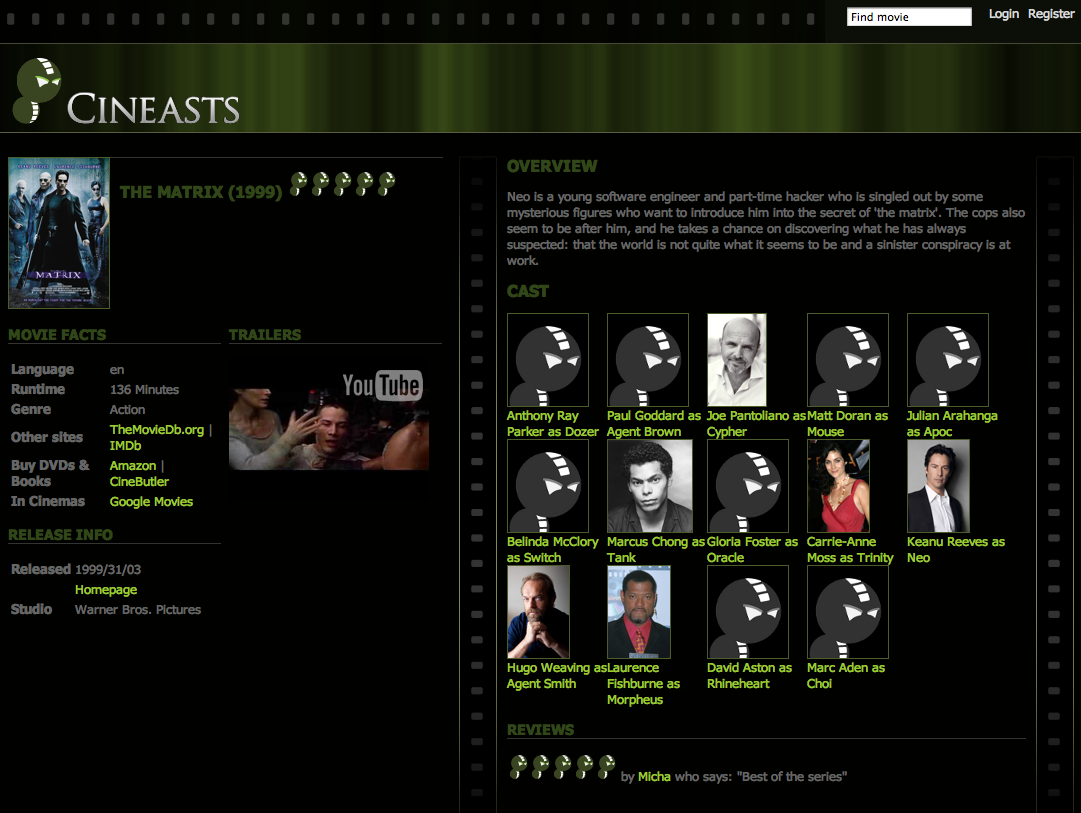 Find movie
Login Register
CINEASTS
THE MATRIX (1999)
MATRIX
MOVIE FACTS
Language en
Runtime 136 Minutes
Genre Action
Other sites TheMovieDb.org |
IMDb
Buy DVDs & Books Amazon |
CineButler
In Cinemas Google Movies
TRAILERS
YouTube
RELEASE INFO
Released 1999/31/03
Homepage
Studio Warner Bros. Pictures
OVERVIEW
Neo is a young software engineer and part-time hacker who is singled out by some
mysterious figures who want to introduce him into the secret of 'the matrix'. The cops also
seem to be after him, and he takes a chance on discovering what he has always
suspected: that the world is not quite what it seems to be and a sinister conspiracy is at
work.
CAST
Anthony Ray
Parker as Dozer
Paul Goddard as
Agent Brown
Joe Pantoliano as
Cypher
Matt Doran as
Mouse
Julian Arahanga
as Apoc
Belinda McClory
as Switch
Marcus Chong as
Tank
Gloria Foster as
Oracle
Carrie-Anne
Moss as Trinity
Keanu Reeves as
Neo
Hugo Weaving as
Agent Smith
Laurence
Fishburne as
Morpheus
David Aston as
Rhineheart
Marc Aden as
Choi
REVIEWS
by Micha who says: "Best of the series"